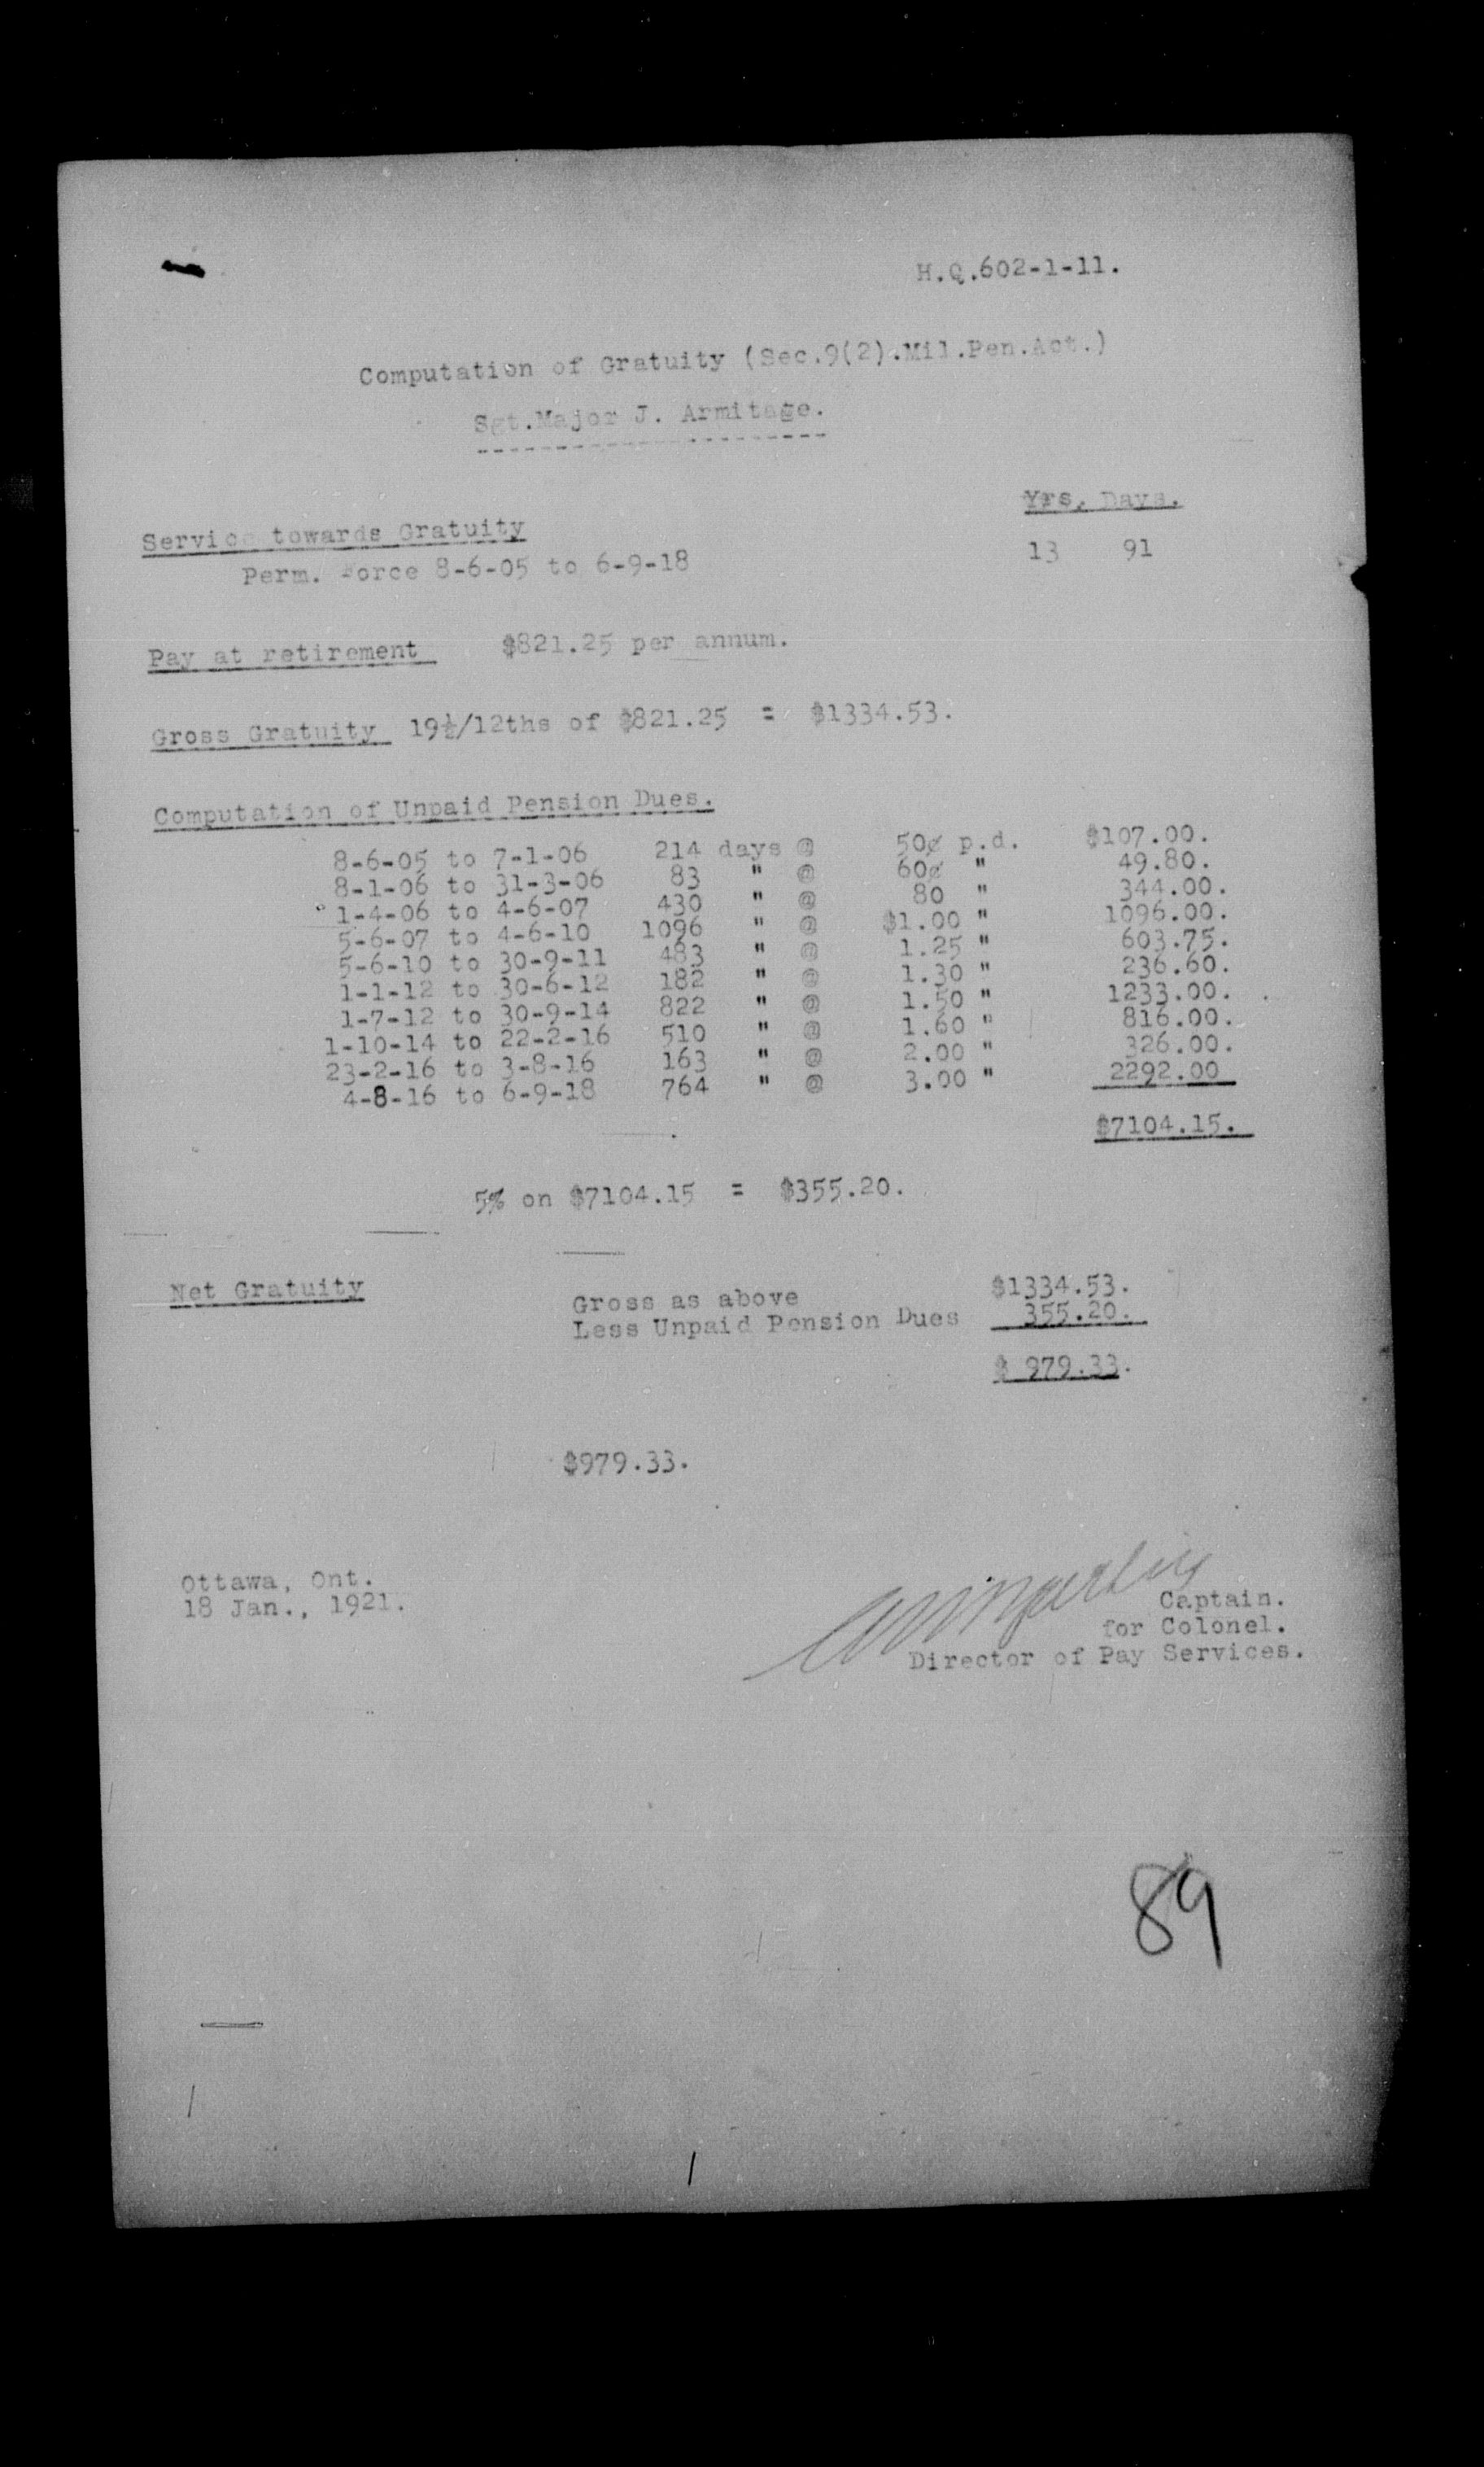 H.Q.602-1-11.
Computation of Gratuity (Sec.9(2).Mil.Pen.Act.)
Sgt.Major J. Armitage.
--------------------
Yrs. Days.
Service towards Gratuity
Perm. Force 8-6-05 to 6-9-18 13 91
Pay at retirement $821.25 per annum.
Gross Gratuity 19½/12ths of $821.25 = $1334.53.
Computation of Unpaid Pension Dues.
8-6-05 to 7-1-06 214 days @ 50¢ p.d. $107.00.
8-1-06 to 31-3-06 83 " @ 60¢ " 49.80.
1-4-06 to 4-6-07 430 " @ 80 " 344.00.
5-6-07 to 4-6-10 1096 " @ $1.00 " 1096.00.
5-6-10 to 30-9-11 483 " @ 1.25 " 603.75.
1-1-12 to 30-6-12 182 " @ 1.30 " 236.60.
1-7-12 to 30-9-14 822 " @ 1.50 " 1233.00.
1-10-14 to 22-2-16 510 " @ 1.60 " 816.00.
23-2-16 to 3-8-16 163 " @ 2.00 " 326.00.
4-8-16 to 6-9-18 764 " @ 3.00 " 2292.00
$7104.15.
5% on $7104.15 = $355.20.
Net Gratuity
Gross as above $1334.53.
Less Unpaid Pension Dues 355.20.
$ 979.33.
$979.33.
Ottawa, Ont.
18 Jan., 1921.
Captain.
for Colonel.
Director of Pay Services.
89